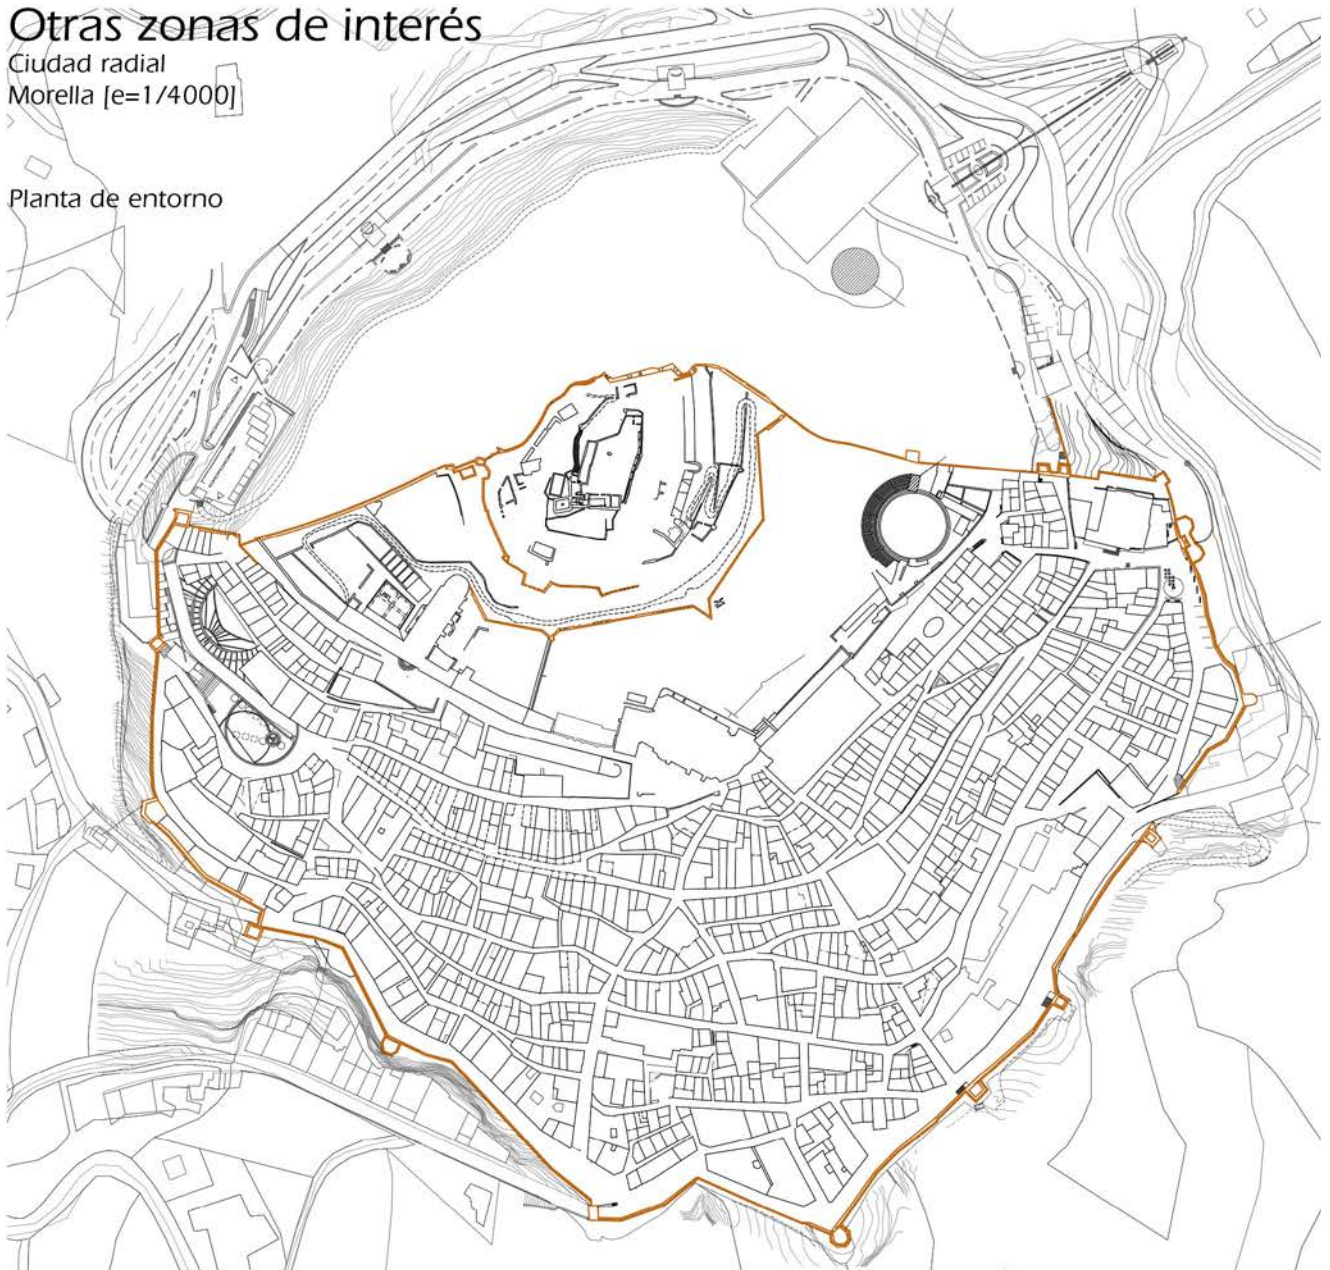 Otras zonas de interés
Ciudad radial
Morella [e=1/4000]
Planta de entorno